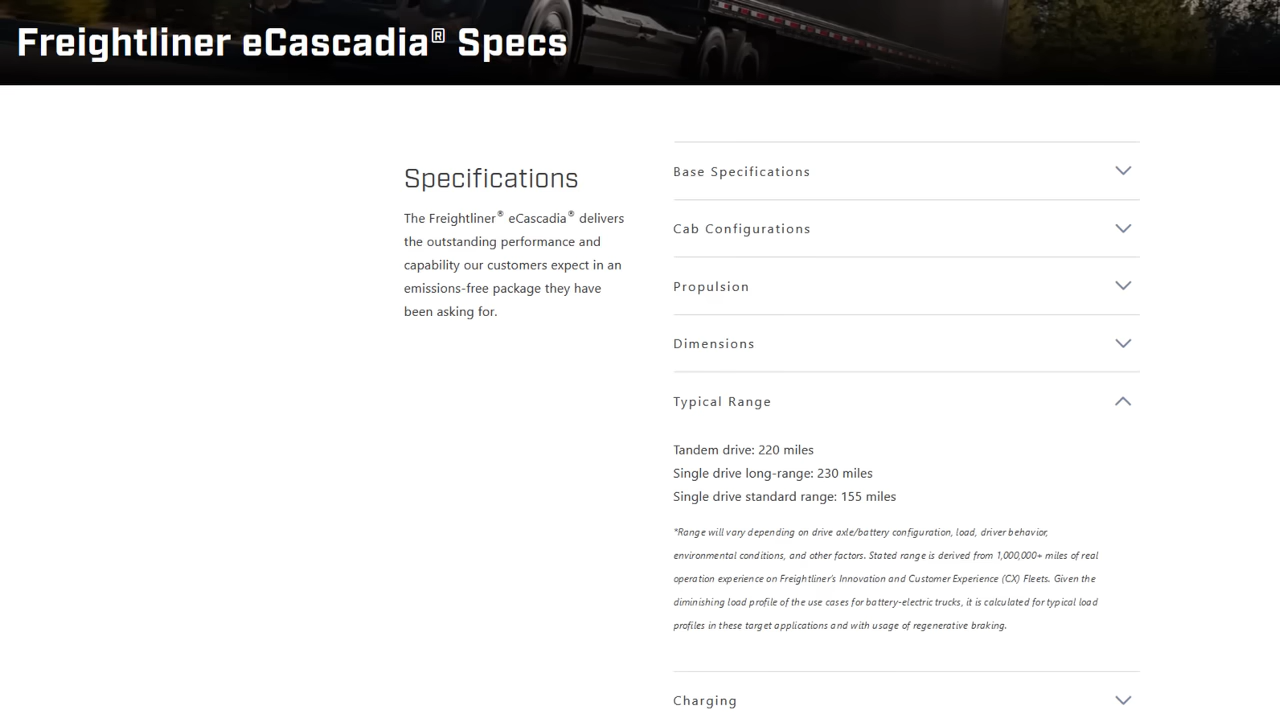 Freightliner eCascadia® Specs
Specifications
The Freightliner® eCascadia® delivers
the outstanding performance and
capability our customers expect in an
emissions-free package they have
been asking for.
Base Specifications
Cab Configurations
Propulsion
Dimensions
Typical Range
Tandem drive: 220 miles
Single drive long-range: 230 miles
Single drive standard range: 155 miles
*Range will vary depending on drive axle/battery configuration, load, driver behavior,
environmental conditions, and other factors. Stated range is derived from 1,000,000+ miles of real
operation experience on Freightliner's Innovation and Customer Experience (CX) Fleets. Given the
diminishing load profile of the use cases for battery-electric trucks, it is calculated for typical load
profiles in these target applications and with usage of regenerative braking.
Charging